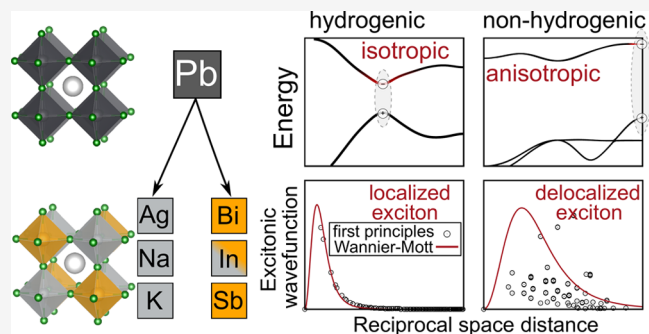 Pb
Ag
Bi
Na
In
K
Sb
hydrogenic
non-hydrogenic
Energy
isotropic
anisotropic
−
+
−
+
Excitonic
wavefunction
localized
exciton
delocalized
exciton
first principles
Wannier-Mott
Reciprocal space distance